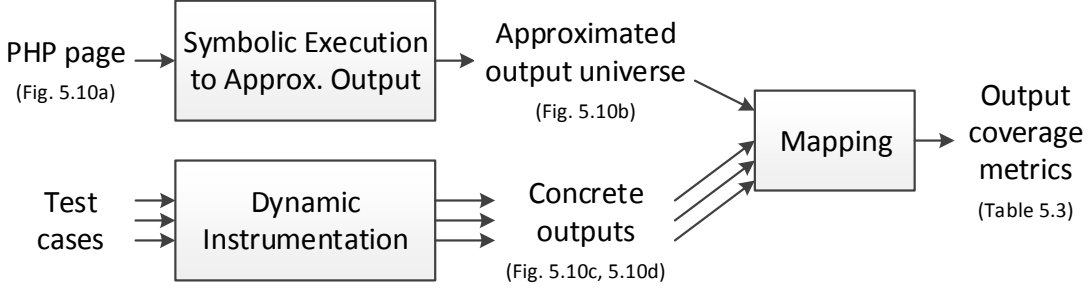 PHP page
(Fig. 5.10a)
Symbolic Execution
to Approx. Output
Approximated
output universe
(Fig. 5.10b)
Test
cases
Dynamic
Instrumentation
Concrete
outputs
(Fig. 5.10c, 5.10d)
Mapping
Output
coverage
metrics
(Table 5.3)